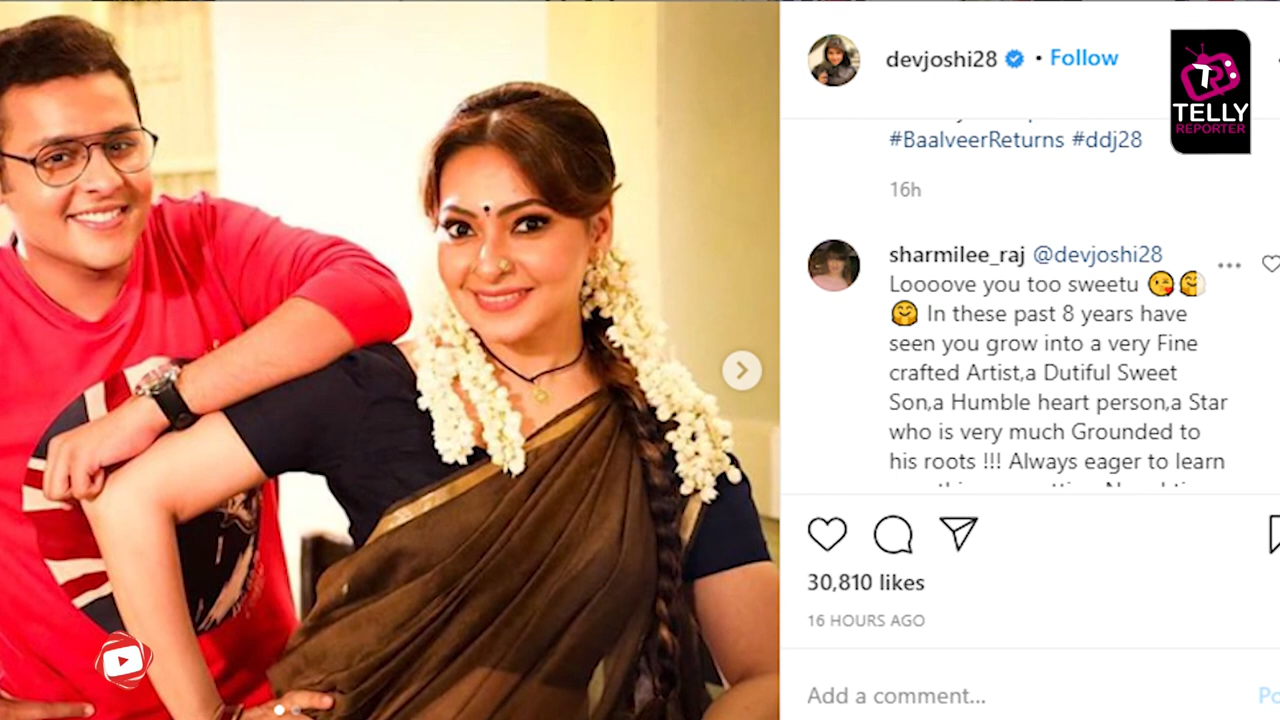 devjoshi28 • Follow
TR
TELLY
REPORTER
#BaalveerReturns #ddj28
16h
sharmilee_raj @devjoshi28
Loooove you too sweetu
In these past 8 years have
seen you grow into a very Fine
crafted Artist,a Dutiful Sweet
Son,a Humble heart person,a Star
who is very much Grounded to
his roots !!! Always eager to learn
30,810 likes
16 HOURS AGO
Add a comment...
Po